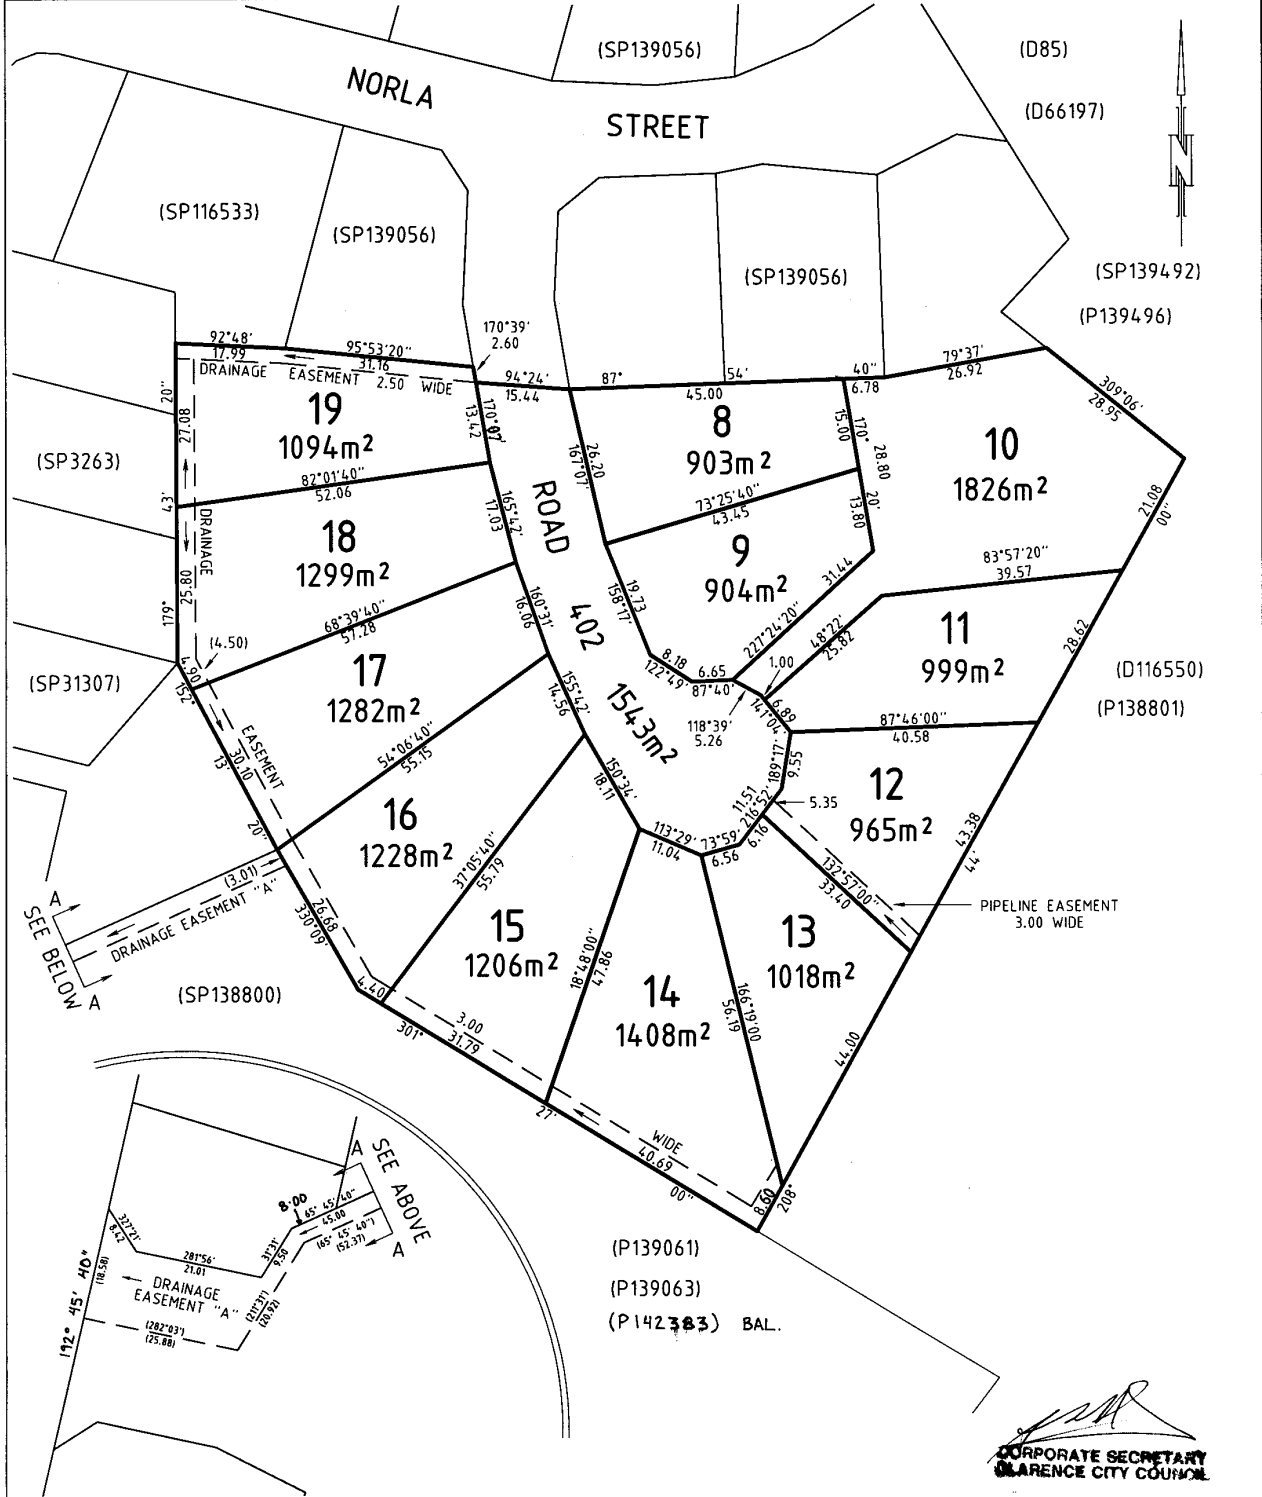 NORLA
STREET
(SP139056)
(D85)
(D66197)
N
(SP116533)
(SP139056)
(SP139056)
(SP139492)
(P139496)
170°39'
2.60
92°48'
17.99
95°53'20"
31.16
DRAINAGE EASEMENT 2.50 WIDE
94°24'
15.44
87° 54' 40"
45.00
6.78
79°37'
26.92
309°06'
28.95
20"
27.08
43'
25.80
179°
19
1094m²
170°07'
13.42
82°01'40"
52.06
(SP3263)
8
903m²
15.00
170°
28.80
20'
13.80
26.20
167°07'
73°25'40"
43.45
10
1826m²
21.08
00"
ROAD
402
1543m²
DRAINAGE
18
1299m²
165°42'
17.03
68°39'40"
57.28
9
904m²
31.44
227°24'20"
83°57'20"
39.57
48°22'
25.82
19.73
158°17'
160°31'
16.06
(4.50)
4.90
152°
(SP31307)
17
1282m²
8.18
122°49'
6.65
87°40'
1.00
118°39'
5.26
6.89
141°04'
11
999m²
28.62
(D116550)
(P138801)
87°46'00"
40.58
155°42'
14.56
EASEMENT
30.10
13'
20"
54°06'40"
55.15
150°34'
18.11
189°17'
9.55
5.35
11.51
216°52'
6.16
12
965m²
43.38
44'
16
1228m²
113°29'
11.04
73°59'
6.56
132°57'00"
33.40
PIPELINE EASEMENT
3.00 WIDE
37°05'40"
55.79
(3.01)
DRAINAGE EASEMENT "A"
A
SEE BELOW
A
26.68
330°09'
(SP138800)
4.40
15
1206m²
18°48'00"
47.86
13
1018m²
14
1408m²
166°19'00
56.19
44.00
301°
3.00
31.79
27'
WIDE
40.69
00"
8.60
208°
A
SEE ABOVE
A
8.00
65° 45' 40"
45.00
(65° 45' 40")
(52.37)
327°21'
8.42
281°56'
21.01
31°31'
9.50
(18.58)
DRAINAGE
EASEMENT "A"
(211°31')
(20.92)
(282°03')
(25.88)
192° 45' 40"
(P139061)
(P139063)
(P142383) BAL.
CORPORATE SECRETARY
CLARENCE CITY COUNCIL